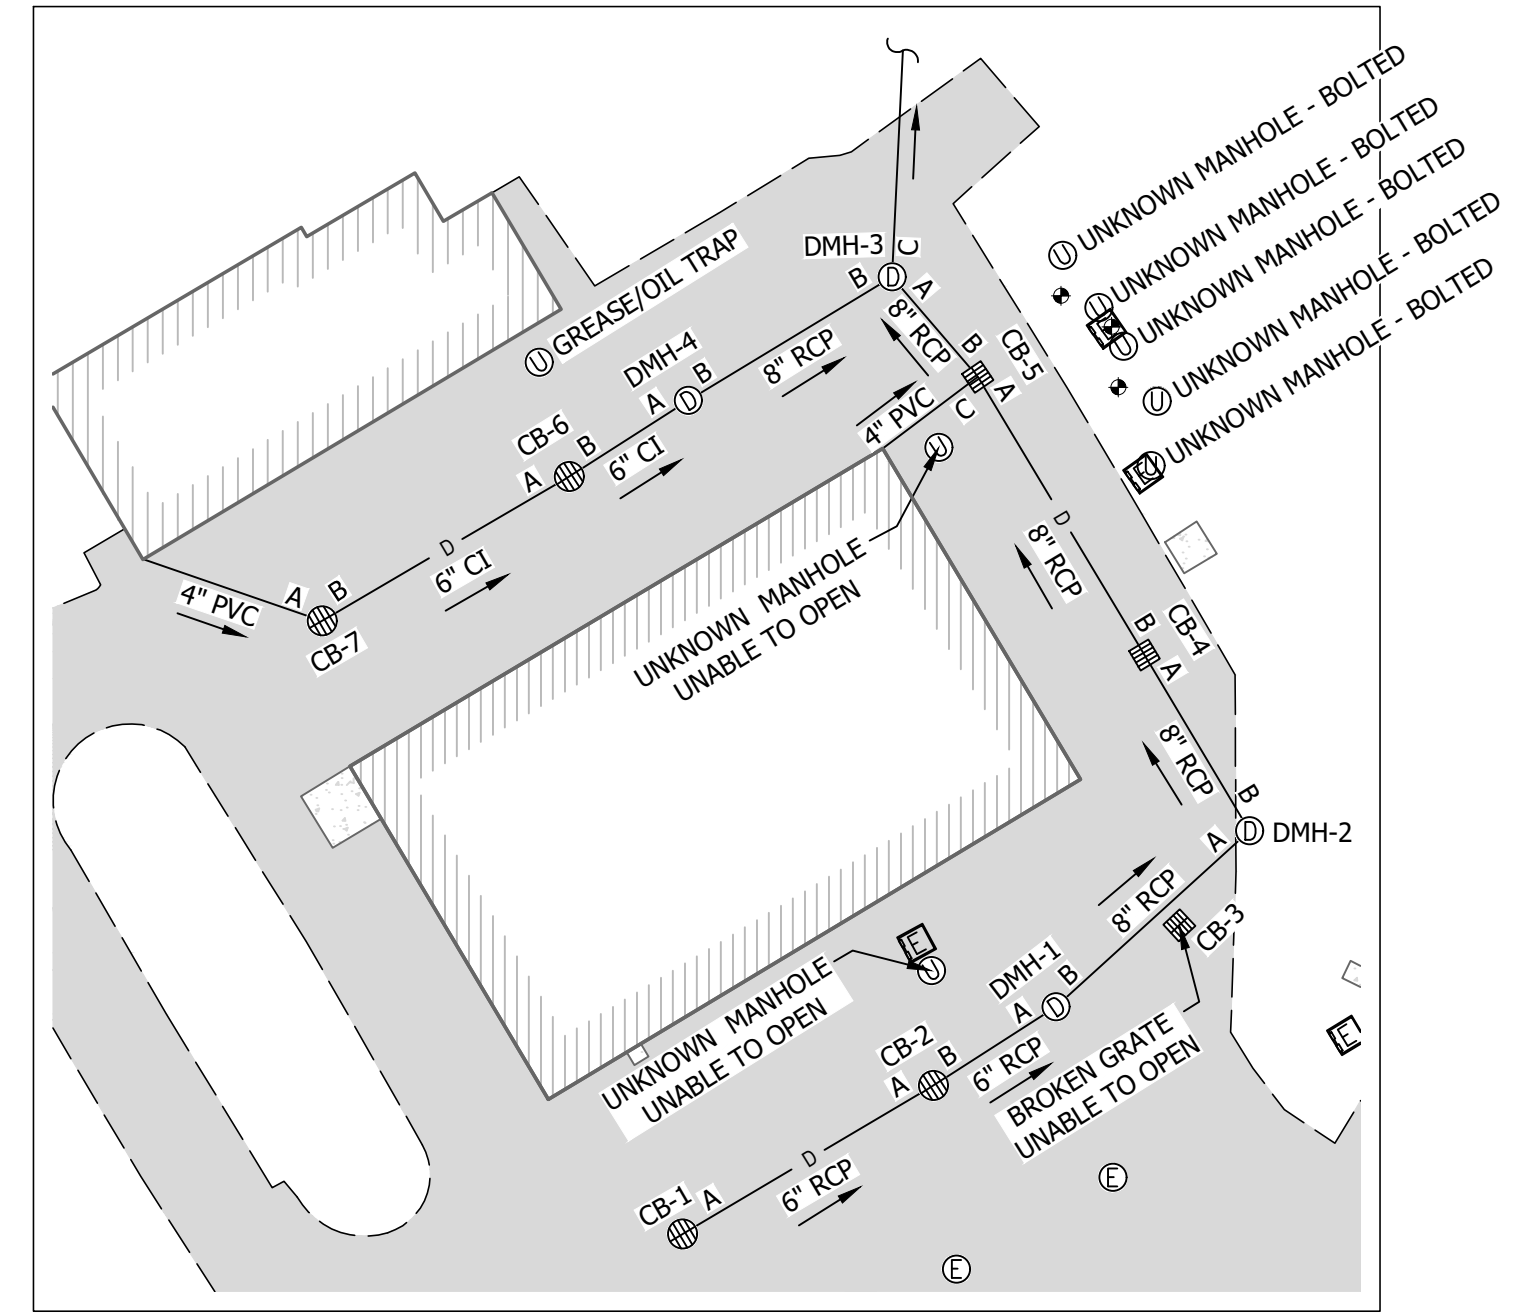 UNKNOWN MANHOLE - BOLTED
UNKNOWN MANHOLE - BOLTED
UNKNOWN MANHOLE - BOLTED
UNKNOWN MANHOLE - BOLTED
UNKNOWN MANHOLE - BOLTED
U
U
U
U
U
DMH-3
C
B
D
A
8" RCP
GREASE/OIL TRAP
U
DMH-4
B
A
D
8" RCP
CB-5
B
A
C
4" PVC
U
CB-6
B
A
6" CI
D
6" CI
A
B
4" PVC
CB-7
UNKNOWN MANHOLE
UNABLE TO OPEN
D
8" RCP
E
CB-4
B
A
8" RCP
B
A
D
DMH-2
8" RCP
CB-3
E
U
UNKNOWN MANHOLE
UNABLE TO OPEN
DMH-1
B
A
D
CB-2
B
A
6" RCP
BROKEN GRATE
UNABLE TO OPEN
E
D
6" RCP
CB-1
A
E
E